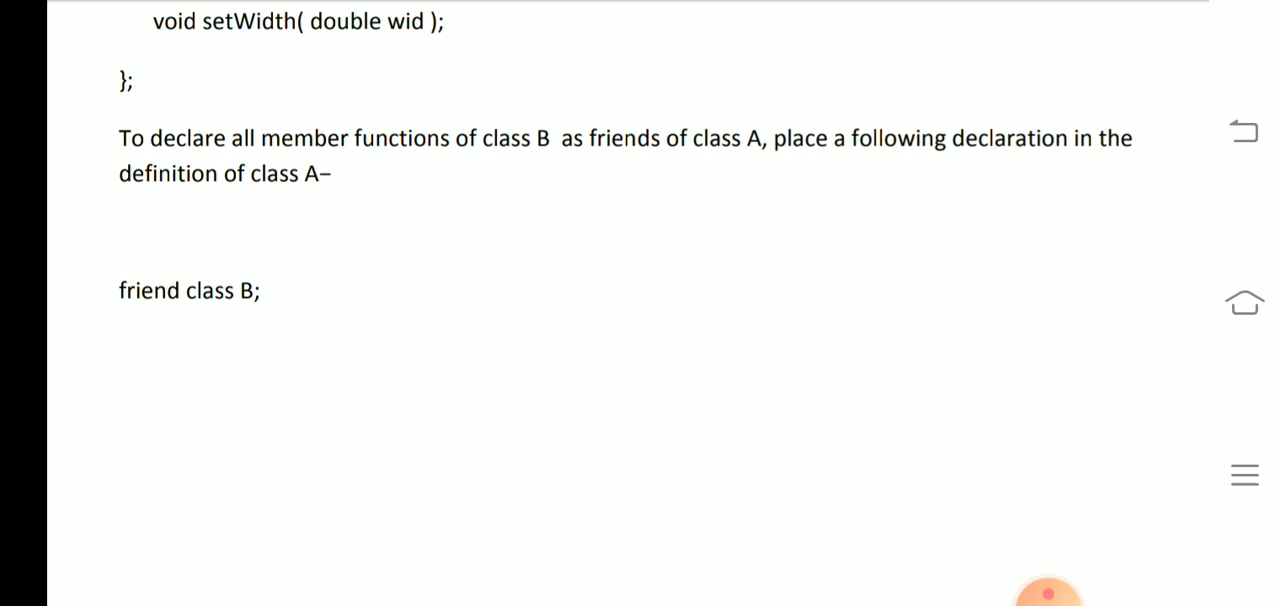 void setWidth( double wid );
};
To declare all member functions of class B  as friends of class A, place a following declaration in the
definition of class A–
friend class B;